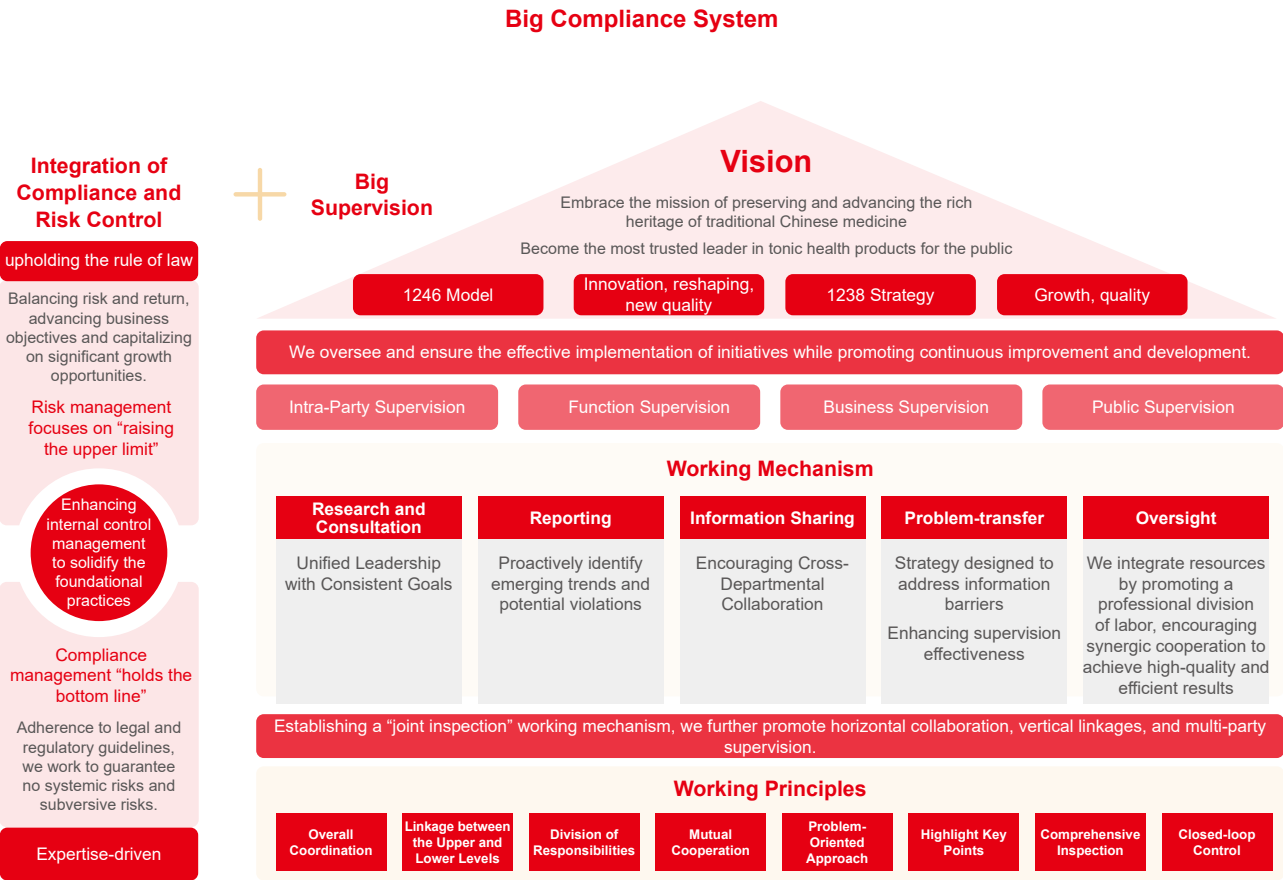 Big Compliance System
Integration of
Compliance and
Risk Control
upholding the rule of law
Balancing risk and return,
advancing business
objectives and capitalizing
on significant growth
opportunities.
Risk management
focuses on “raising
the upper limit”
Enhancing
internal control
management
to solidify the
foundational
practices
Compliance
management “holds the
bottom line”
Adherence to legal and
regulatory guidelines,
we work to guarantee
no systemic risks and
subversive risks.
Expertise-driven
Big
Supervision
Vision
Embrace the mission of preserving and advancing the rich
heritage of traditional Chinese medicine
Become the most trusted leader in tonic health products for the public
1246 Model
Innovation, reshaping,
new quality
1238 Strategy
Growth, quality
We oversee and ensure the effective implementation of initiatives while promoting continuous improvement and development.
Intra-Party Supervision
Function Supervision
Business Supervision
Public Supervision
Working Mechanism
Research and
Consultation
Unified Leadership
with Consistent Goals
Reporting
Proactively identify
emerging trends and
potential violations
Information Sharing
Encouraging Cross-
Departmental
Collaboration
Problem-transfer
Strategy designed to
address information
barriers
Enhancing supervision
effectiveness
Oversight
We integrate resources
by promoting a
professional division
of labor, encouraging
synergic cooperation to
achieve high-quality and
efficient results
Establishing a “joint inspection” working mechanism, we further promote horizontal collaboration, vertical linkages, and multi-party
supervision.
Working Principles
Overall
Coordination
Linkage between
the Upper and
Lower Levels
Division of
Responsibilities
Mutual
Cooperation
Problem-
Oriented
Approach
Highlight Key
Points
Comprehensive
Inspection
Closed-loop
Control